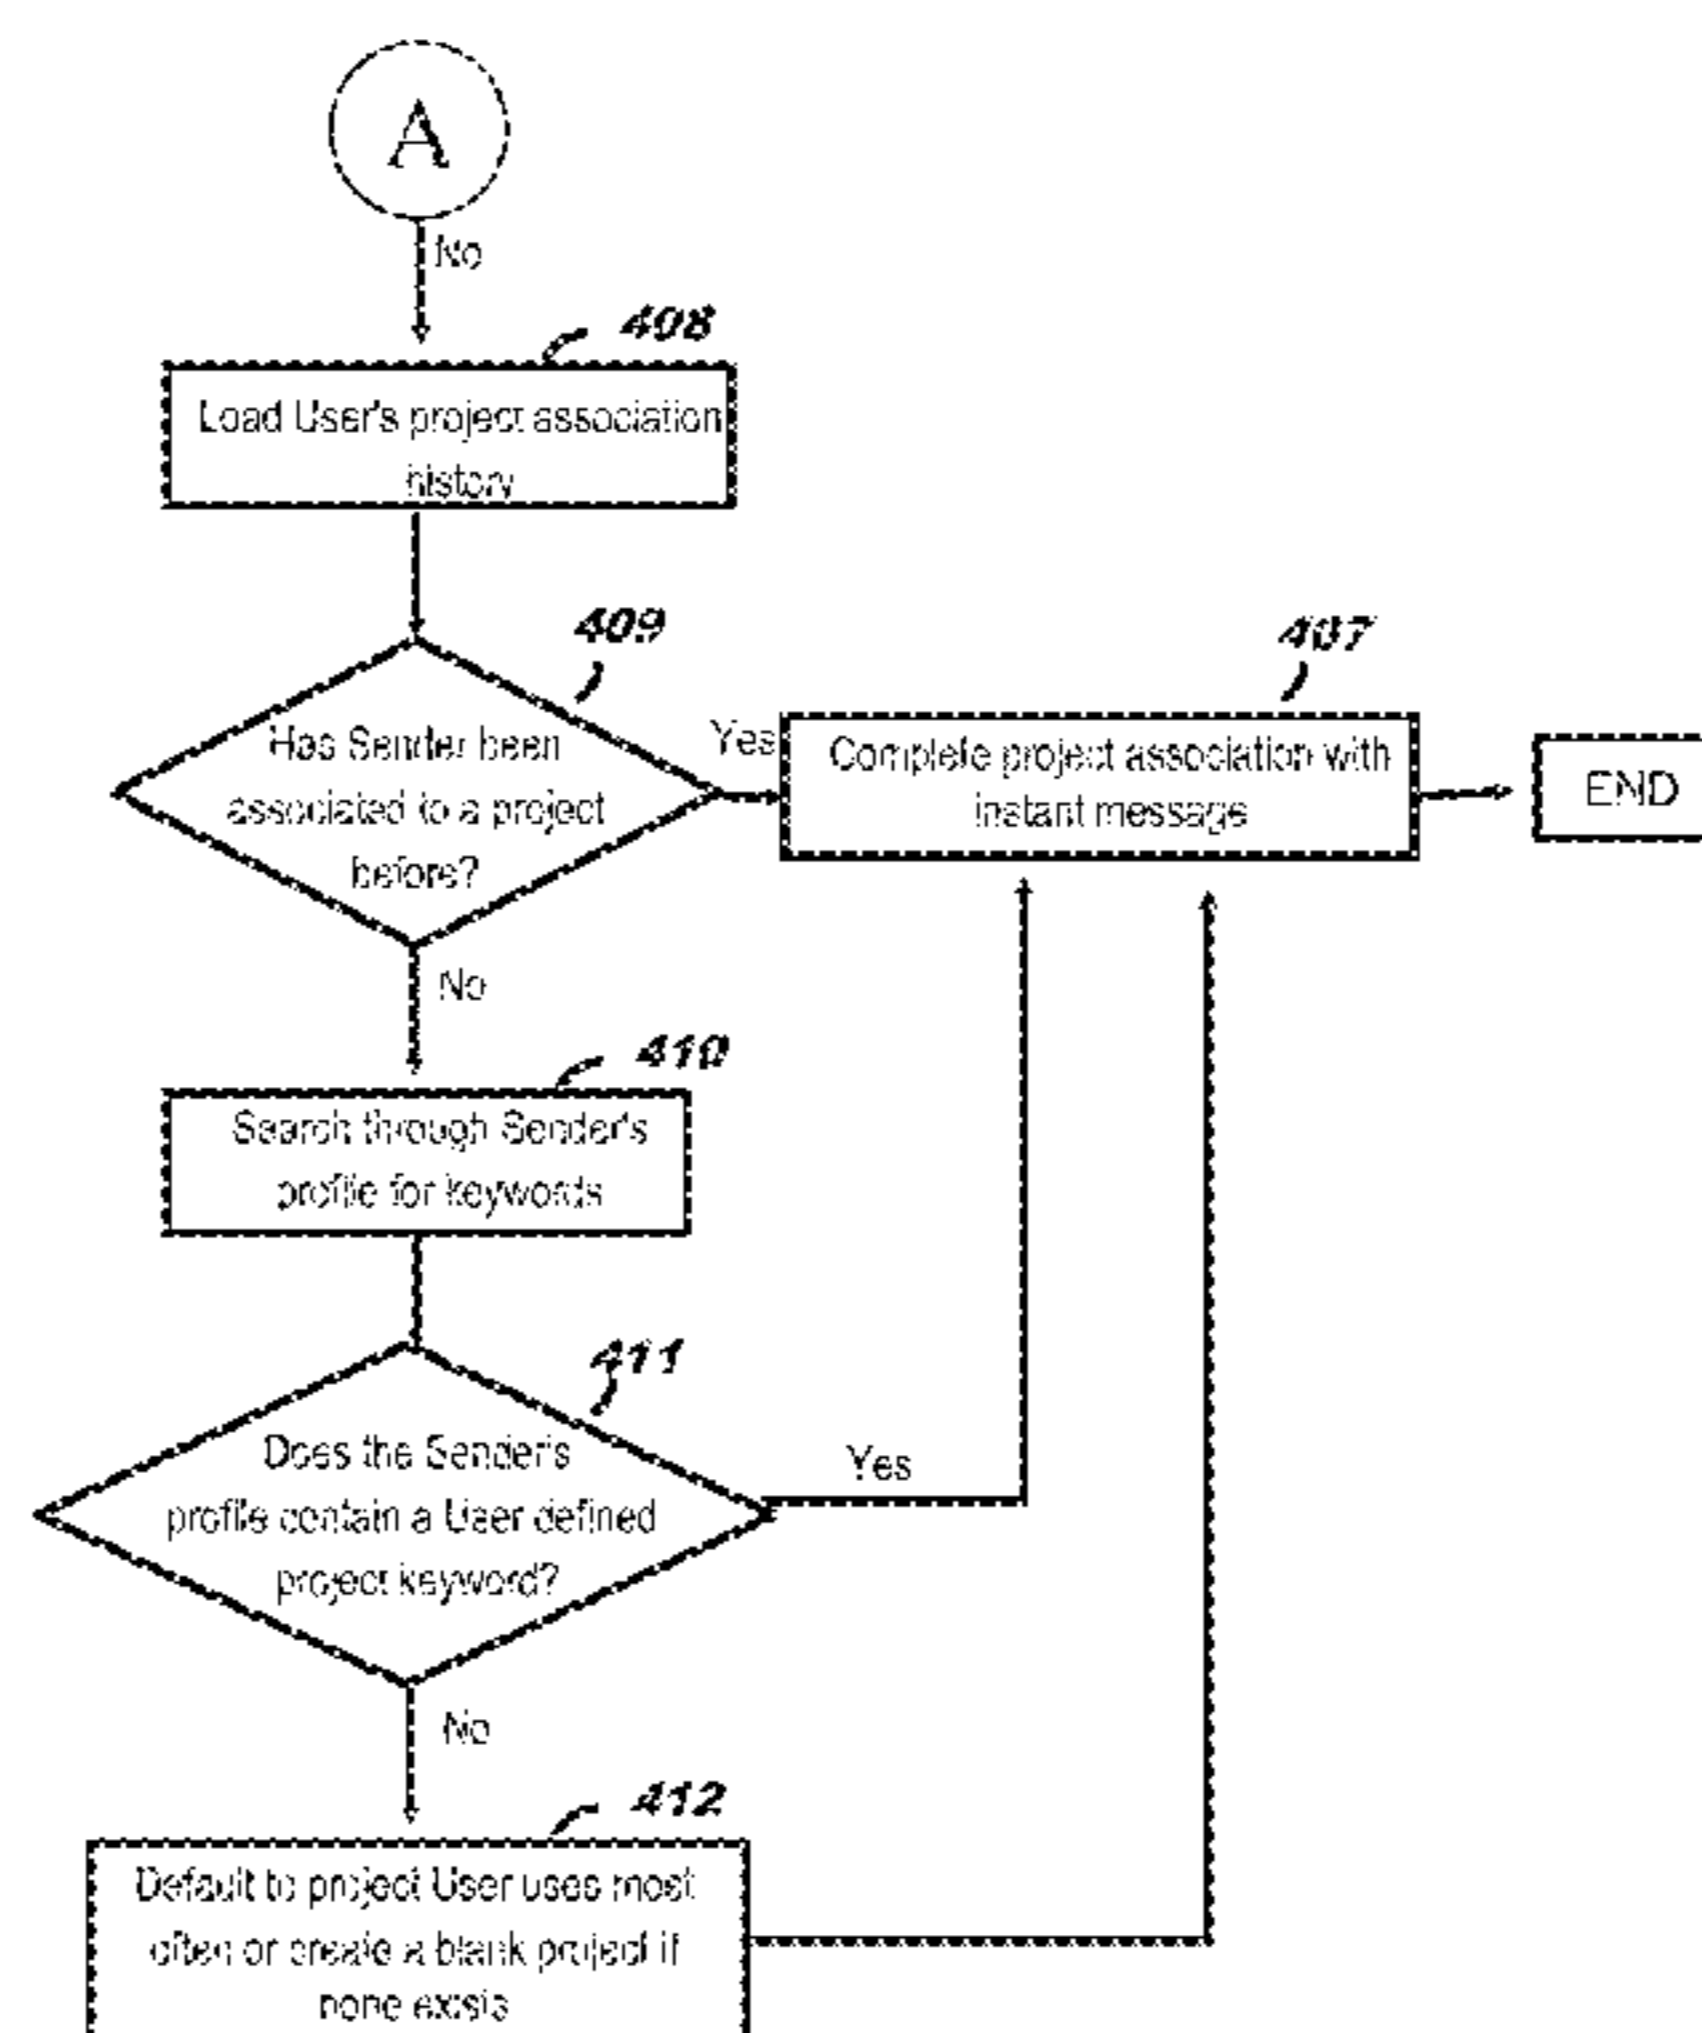 A
No
408
Load User's project association
history
409
Has Sender been
associated to a project
before?
Yes
407
Complete project association with
instant message
END
No
410
Search through Sender's
profile for keywords
411
Does the Sender's
profile contain a User defined
project keyword?
Yes
No
412
Default to project User uses most
often or create a blank project if
none exists